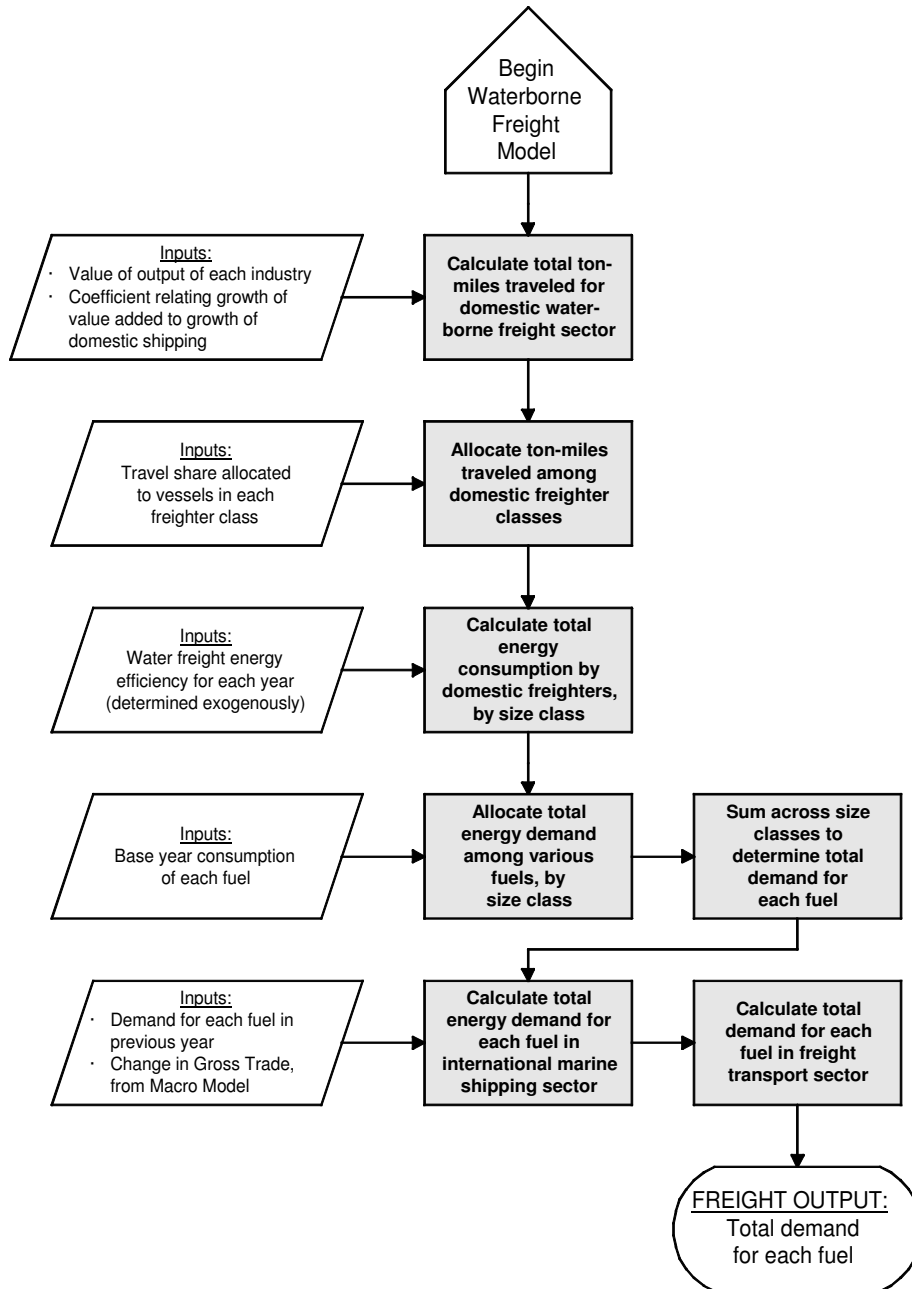 Begin
Waterborne
Freight
Model
Inputs:
· Value of output of each industry
· Coefficient relating growth of
value added to growth of
domestic shipping
Calculate total ton-
miles traveled for
domestic water-
borne freight sector
Inputs:
Travel share allocated
to vessels in each
freighter class
Allocate ton-miles
traveled among
domestic freighter
classes
Inputs:
Water freight energy
efficiency for each year
(determined exogenously)
Calculate total
energy
consumption by
domestic freighters,
by size class
Inputs:
Base year consumption
of each fuel
Allocate total
energy demand
among various
fuels, by
size class
Sum across size
classes to
determine total
demand for
each fuel
Inputs:
· Demand for each fuel in
previous year
· Change in Gross Trade,
from Macro Model
Calculate total
energy demand for
each fuel in
international marine
shipping sector
Calculate total
demand for each
fuel in freight
transport sector
FREIGHT OUTPUT:
Total demand
for each fuel